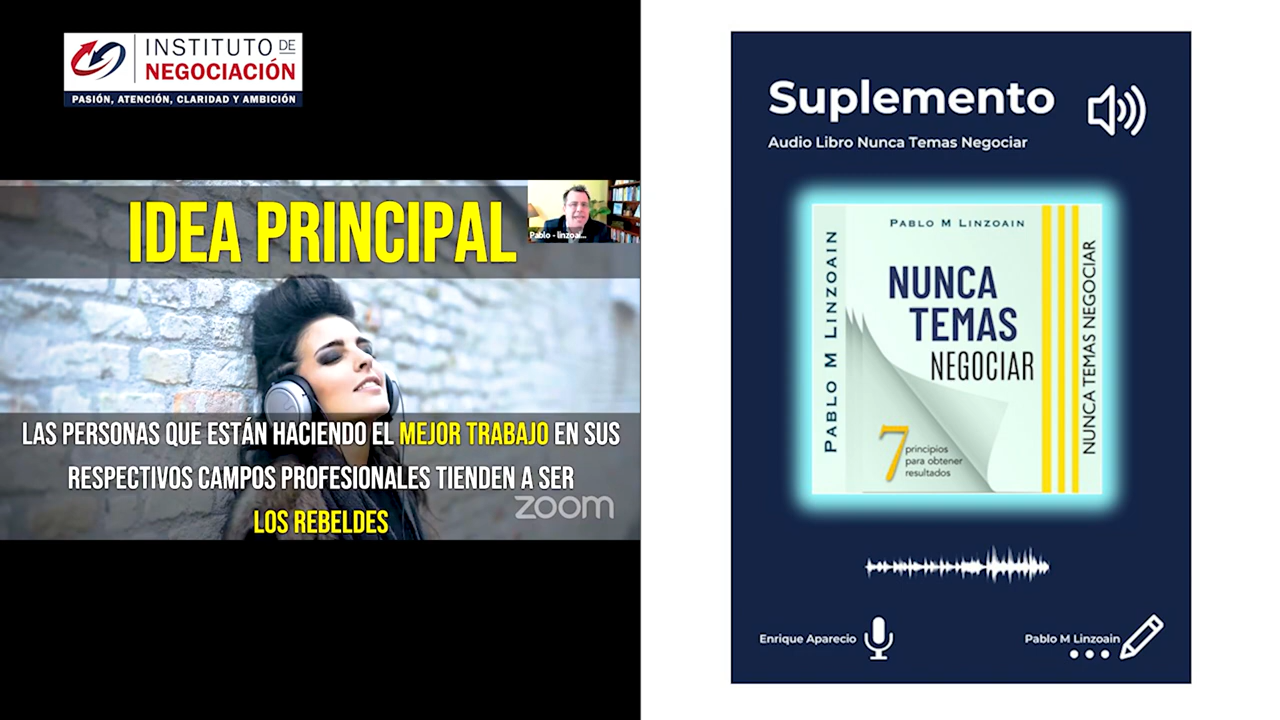 INSTITUTO DE
NEGOCIACIÓN
PASIÓN, ATENCIÓN, CLARIDAD Y AMBICIÓN
IDEA PRINCIPAL
Pablo - linzoai...
LAS PERSONAS QUE ESTÁN HACIENDO EL MEJOR TRABAJO EN SUS
RESPECTIVOS CAMPOS PROFESIONALES TIENDEN A SER
LOS REBELDES
zoom
Suplemento
Audio Libro Nunca Temas Negociar
PABLO M LINZOAIN
PABLO M LINZOAIN
NUNCA
TEMAS
NEGOCIAR
7 principios
para obtener
resultados
NUNCA TEMAS NEGOCIAR
Enrique Aparecio
Pablo M Linzoain